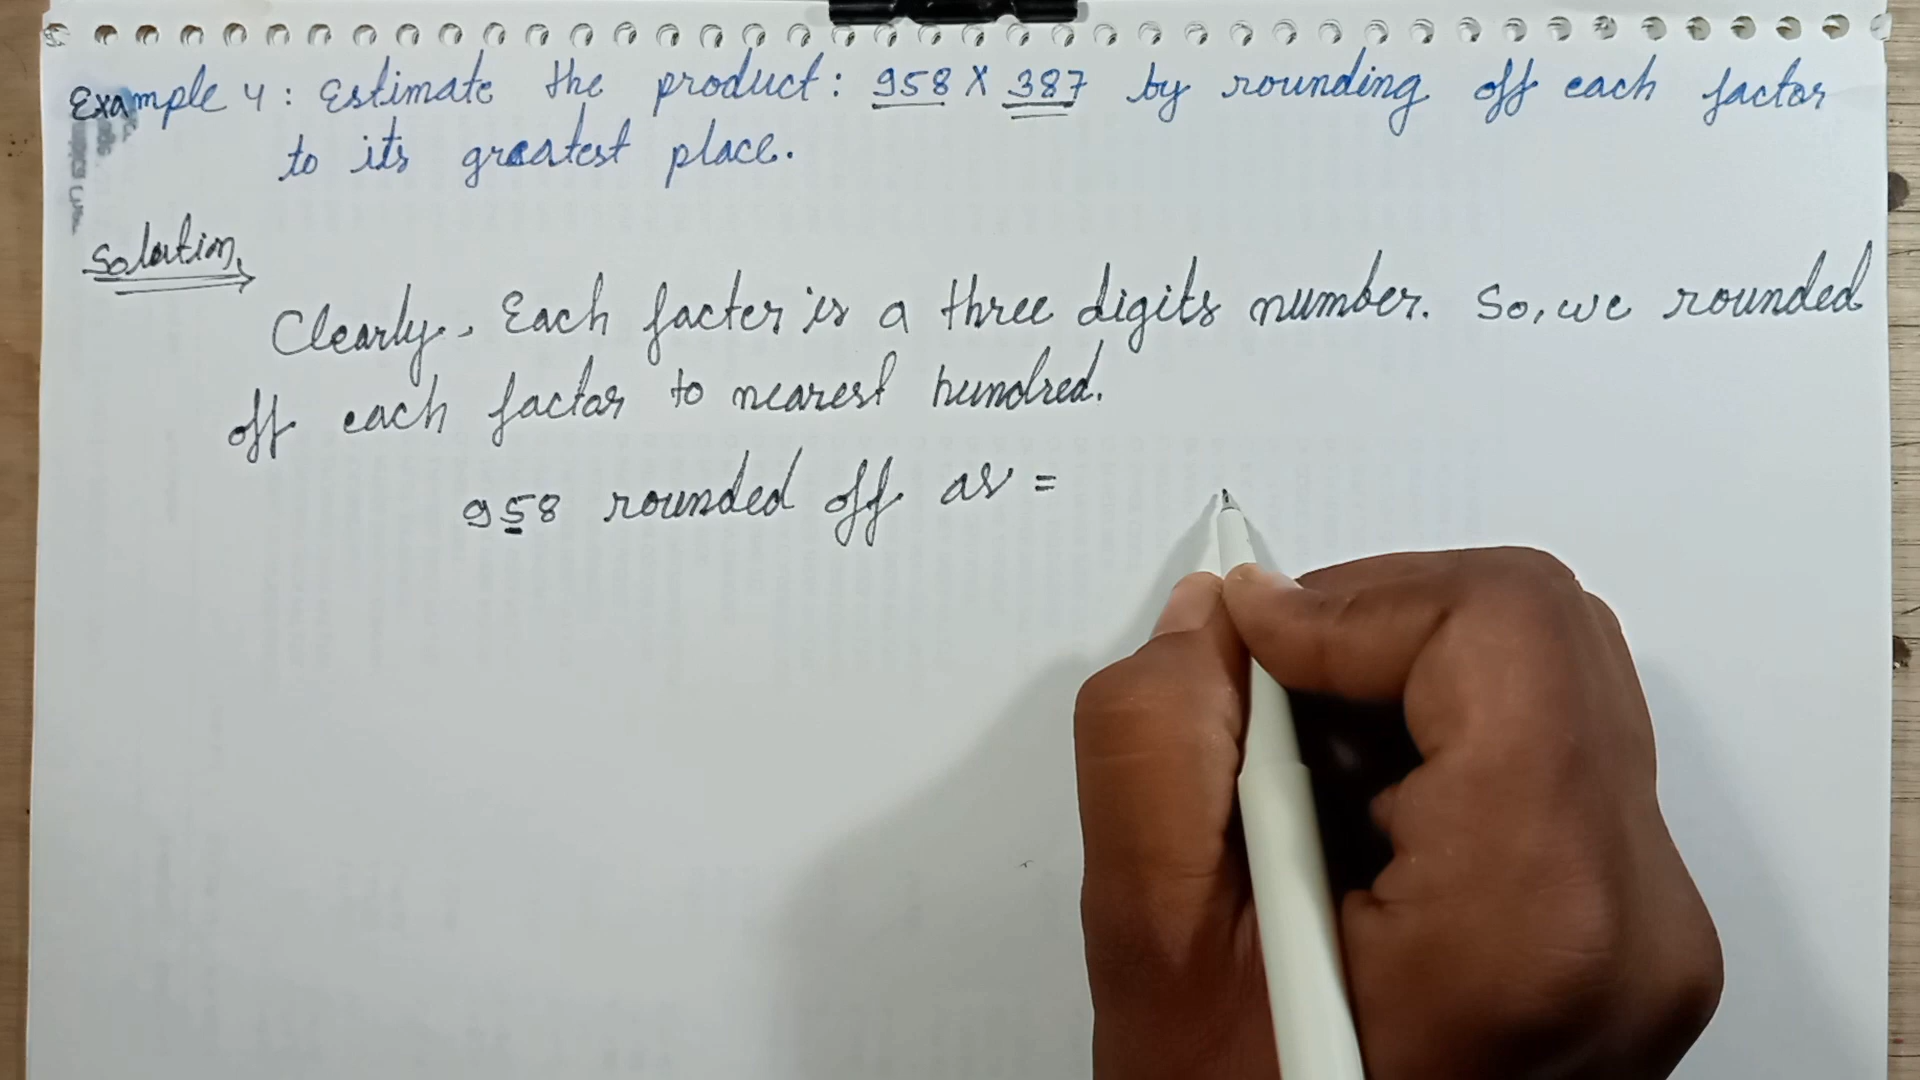 Example 4 : Estimate the product : 958 X 387 by rounding off each factor
to its greatest place.
Solution,
Clearly, Each facter is a three digits number. So, we rounded
off each factor to nearest hundred.
958 rounded off as =